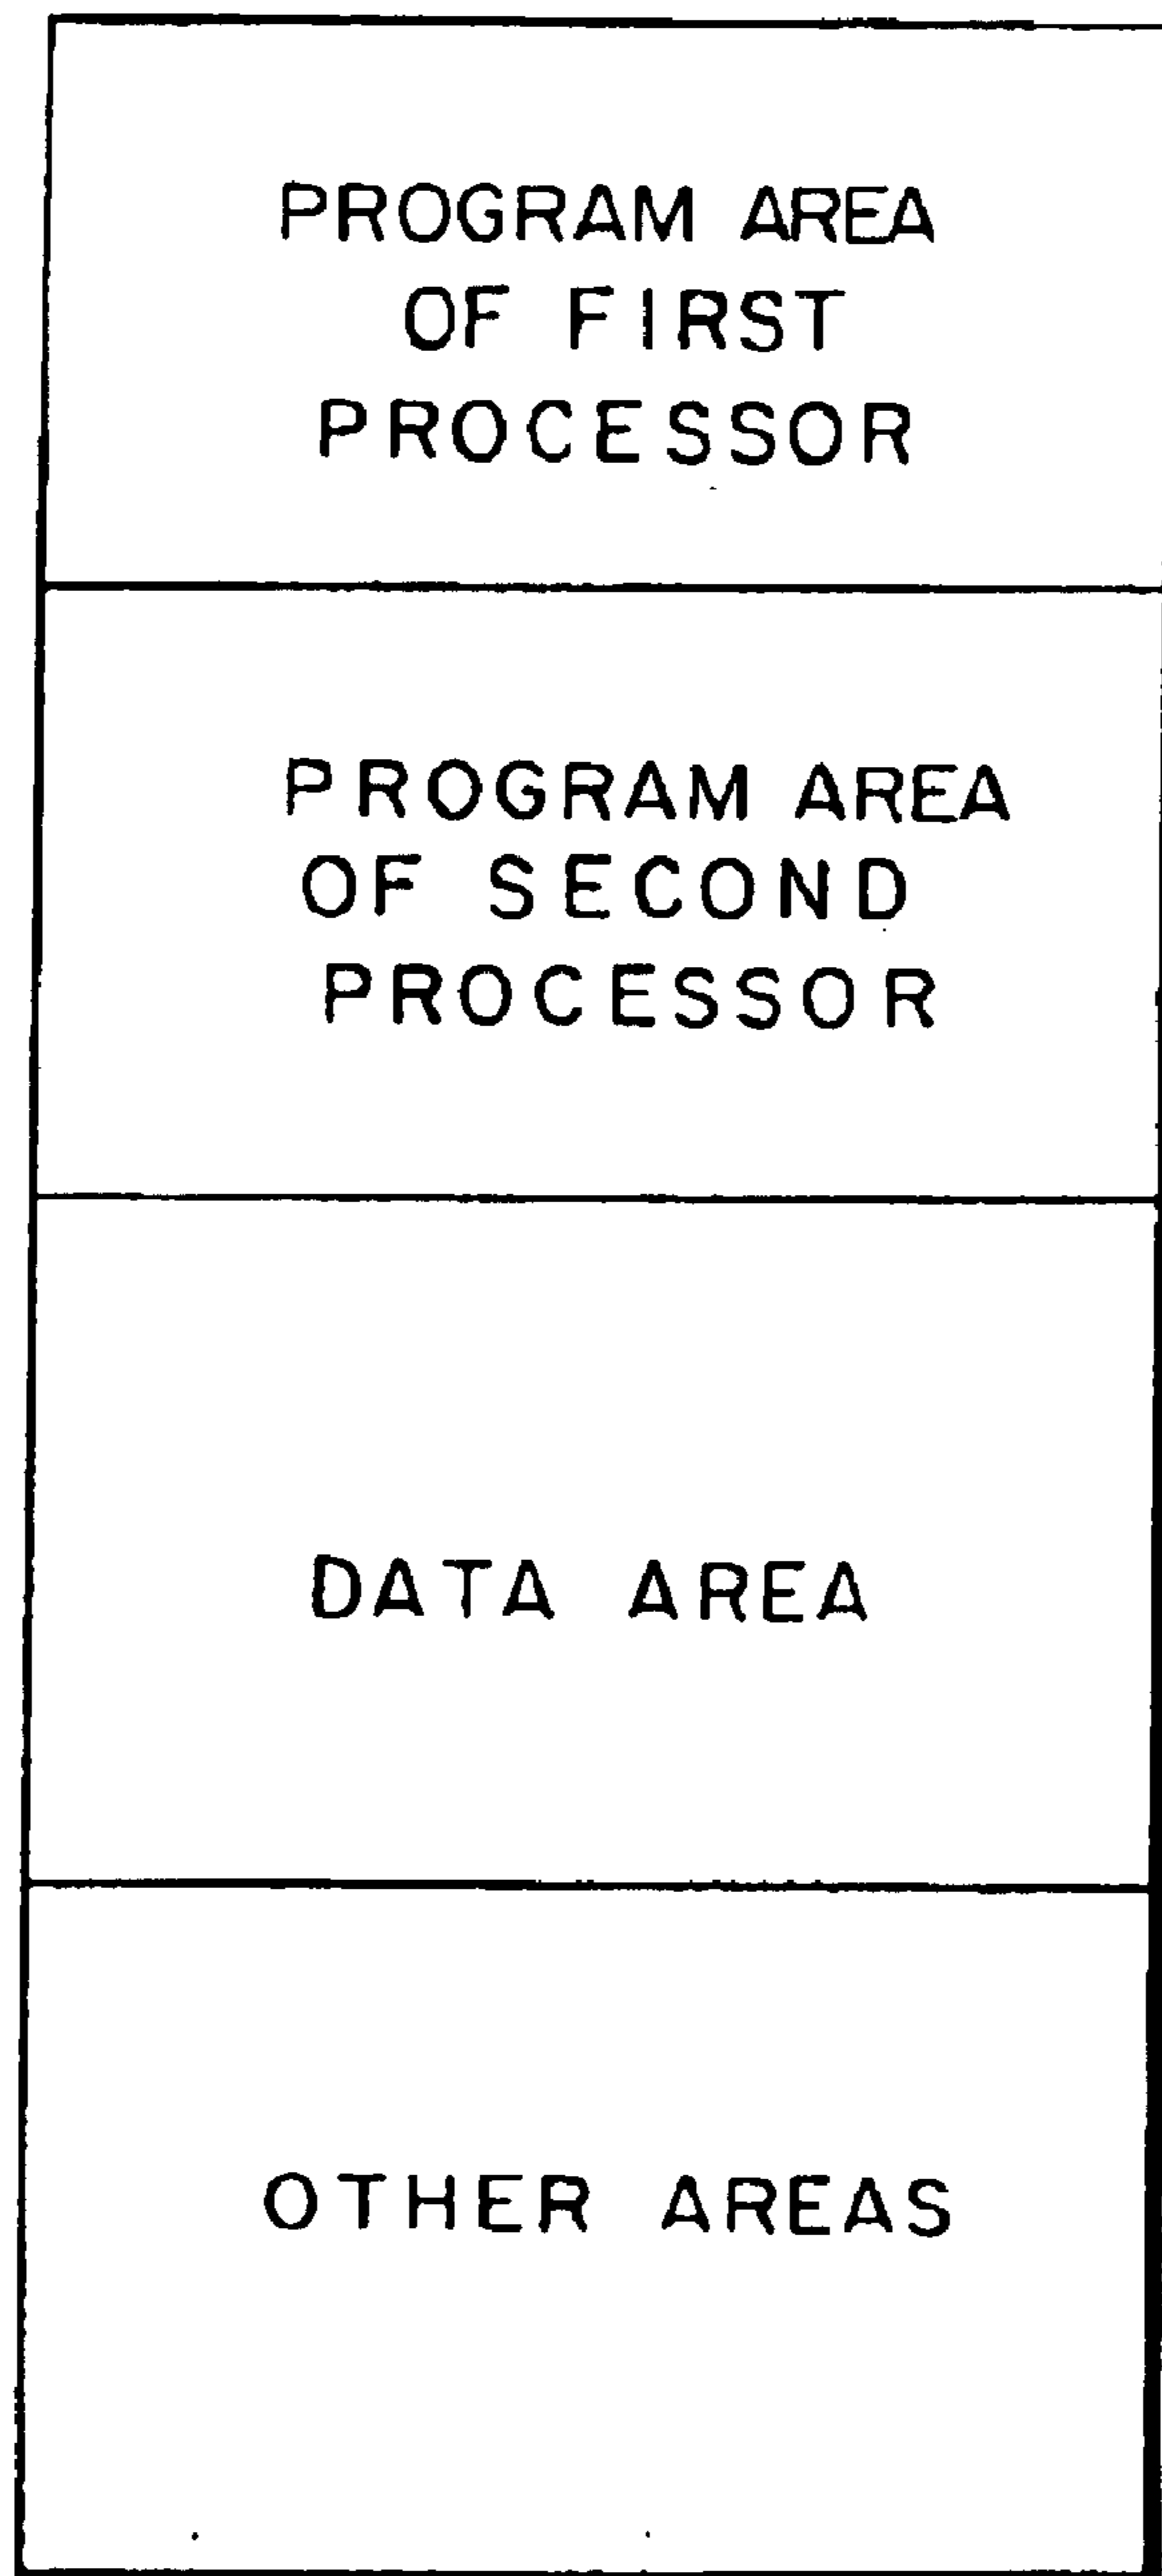 PROGRAM AREA
OF FIRST
PROCESSOR
PROGRAM AREA
OF SECOND
PROCESSOR
DATA AREA
OTHER AREAS